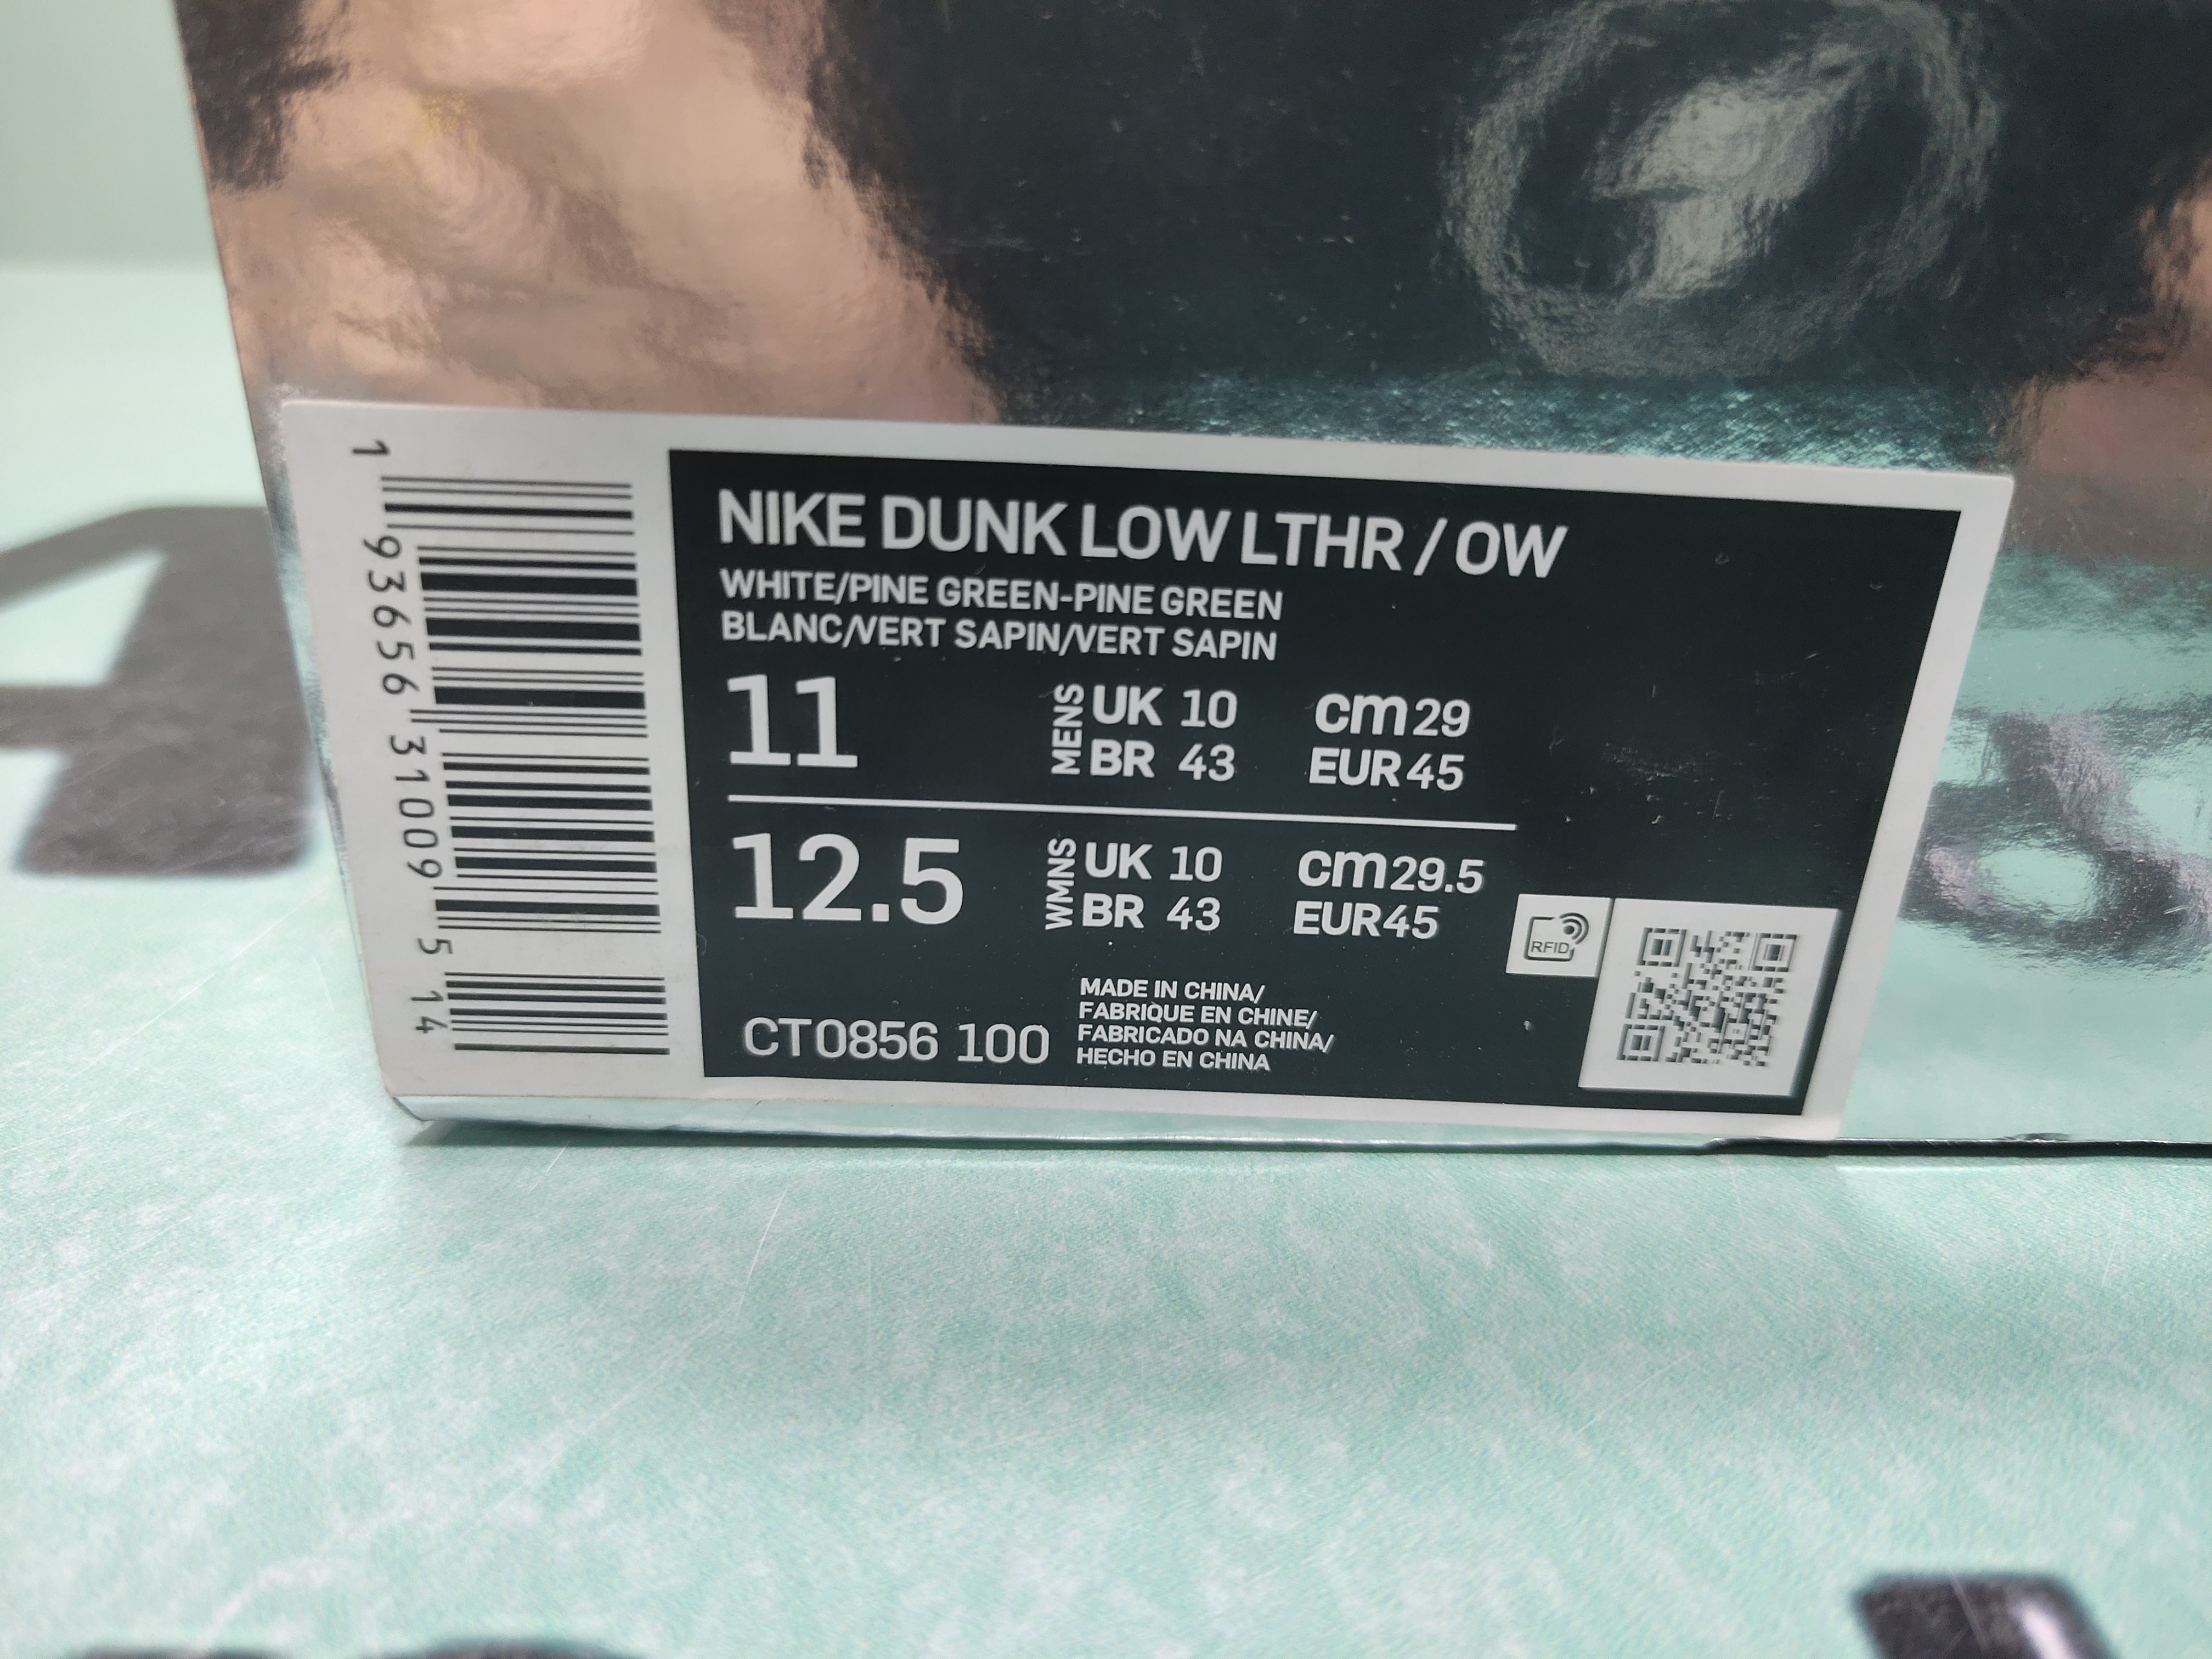 1 93656 31009 5 14
NIKE DUNK LOW LTHR / OW
WHITE/PINE GREEN-PINE GREEN
BLANC/VERT SAPIN/VERT SAPIN
11
MENS
UK 10 cm 29
BR 43 EUR 45
12.5
WMNS
UK 10 cm 29.5
BR 43 EUR 45
RFID
CT0856 100
MADE IN CHINA/
FABRIQUE EN CHINE/
FABRICADO NA CHINA/
HECHO EN CHINA